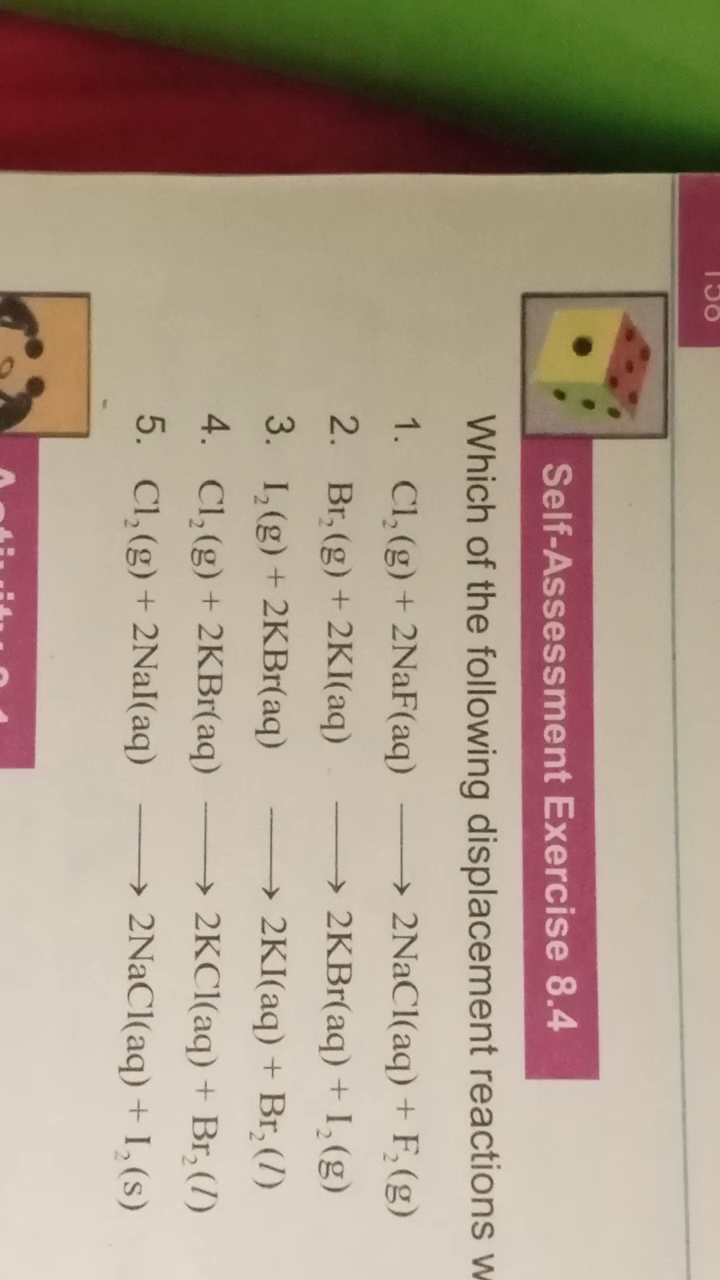 Self-Assessment Exercise 8.4
Which of the following displacement reactions
1. Cl₂(g) + 2NaF(aq) ⟶ 2NaCl(aq) + F₂(g)
2. Br₂(g) + 2KI(aq) ⟶ 2KBr(aq) + I₂(g)
3. I₂(g) + 2KBr(aq) ⟶ 2KI(aq) + Br₂(l)
4. Cl₂(g) + 2KBr(aq) ⟶ 2KCl(aq) + Br₂(l)
5. Cl₂(g) + 2NaI(aq) ⟶ 2NaCl(aq) + I₂(s)